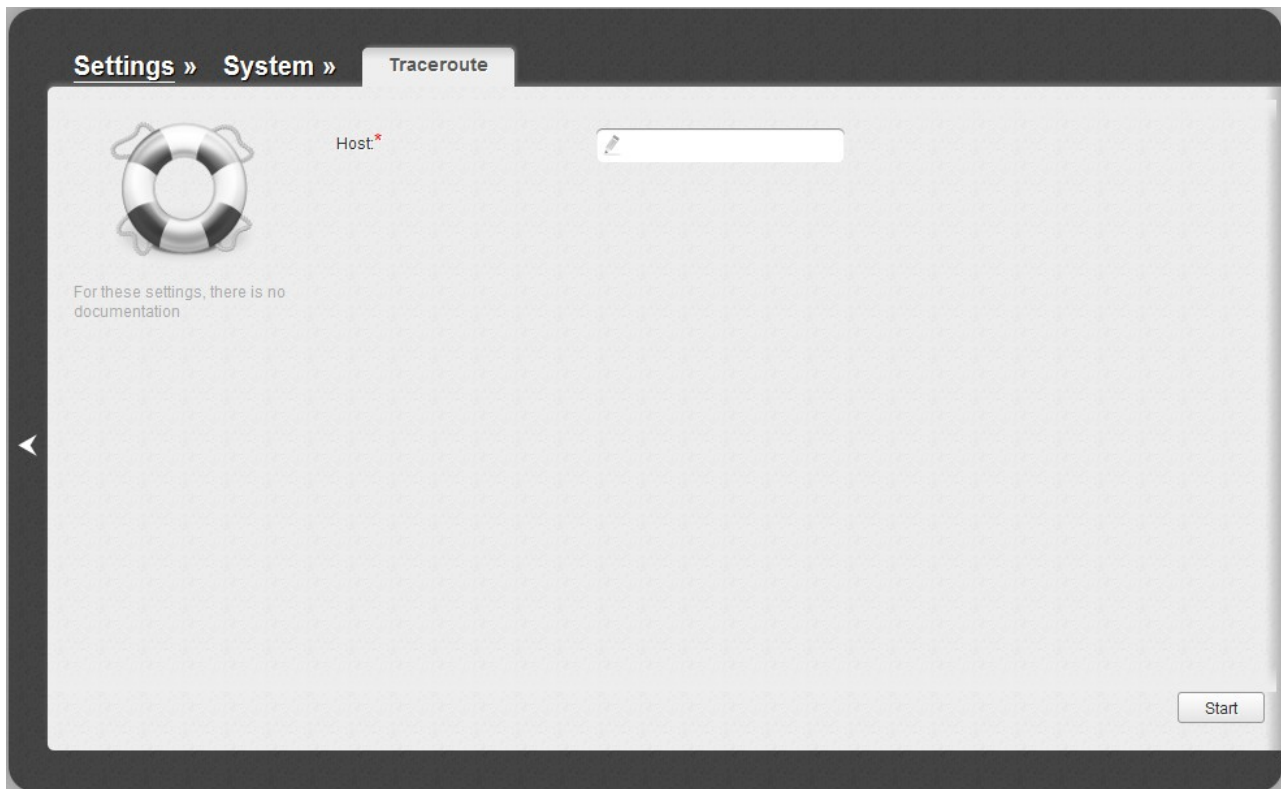 Settings » System » Traceroute
Host:*
For these settings, there is no
documentation
Start